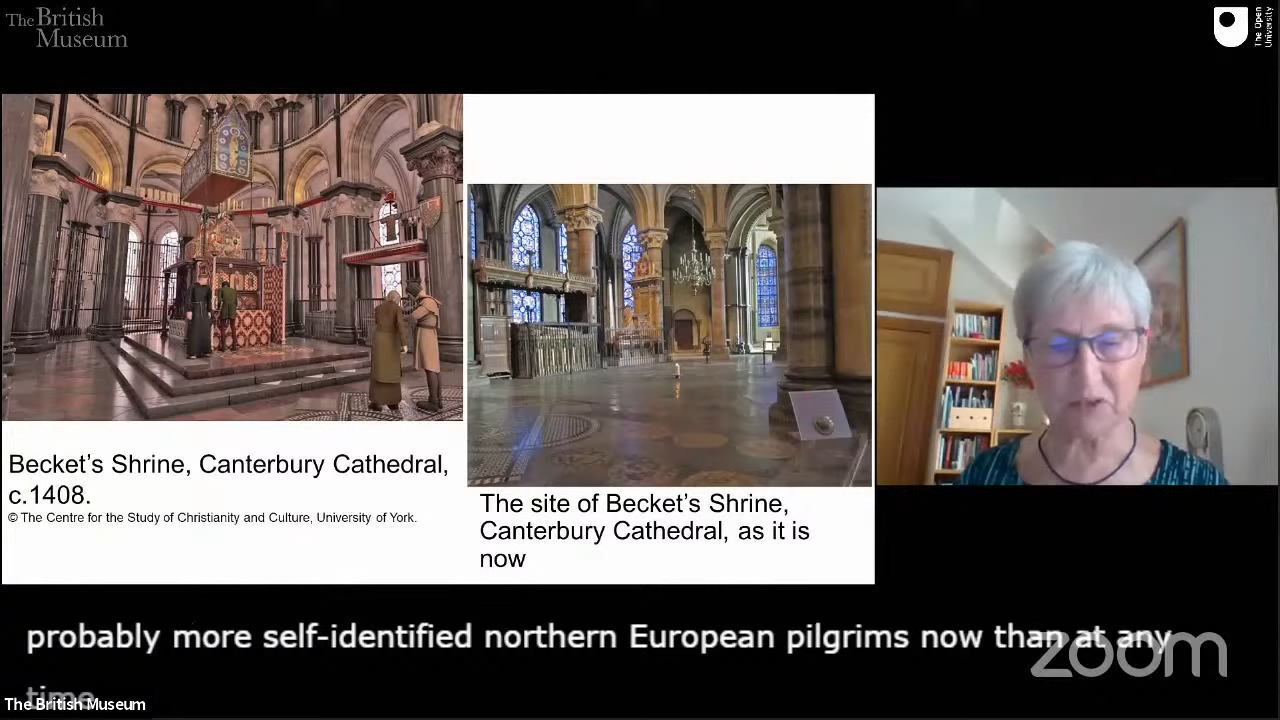 The British
Museum
The Open
University
Becket's Shrine, Canterbury Cathedral,
c.1408.
© The Centre for the Study of Christianity and Culture, University of York.
The site of Becket's Shrine,
Canterbury Cathedral, as it is
now
probably more self-identified northern European pilgrims now than at any
time
zoom
The British Museum